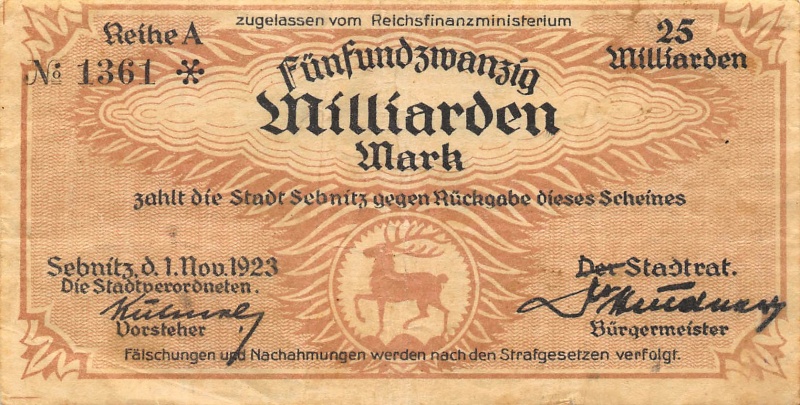 zugelassen vom Reichsfinanzministerium
Reihe A
№ 1361 *
25
Milliarden
Fünfundzwanzig
Milliarden
Mark
zahlt die Stadt Sebnitz gegen Rückgabe dieses Scheines
Sebnitz, d. 1. Nov. 1923
Die Stadtverordneten.
Vorsteher
Der Stadtrat.
Bürgermeister
Fälschungen und Nachahmungen werden nach den Strafgesetzen verfolgt.